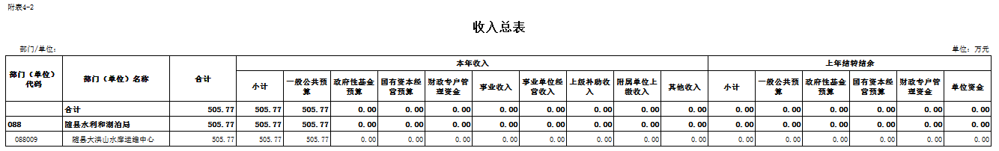 附表4-2
收入总表
部门/单位： 单位：万元
部门（单位）代码 部门（单位）名称 合计 本年收入 上年结转结余
小计 一般公共预算 政府性基金预算 国有资本经营预算 财政专户管理资金 事业收入 事业单位经营收入 上级补助收入 附属单位上缴收入 其他收入 小计 一般公共预算 政府性基金预算 国有资本经营预算 财政专户管理资金 单位资金
合计 505.77 505.77 505.77 0.00 0.00 0.00 0.00 0.00 0.00 0.00 0.00 0.00 0.00 0.00 0.00 0.00 0.00
088 随县水利和湖泊局 505.77 505.77 505.77 0.00 0.00 0.00 0.00 0.00 0.00 0.00 0.00 0.00 0.00 0.00 0.00 0.00
088009 随县大洪山水库运维中心 505.77 505.77 505.77 0.00 0.00 0.00 0.00 0.00 0.00 0.00 0.00 0.00 0.00 0.00 0.00 0.00